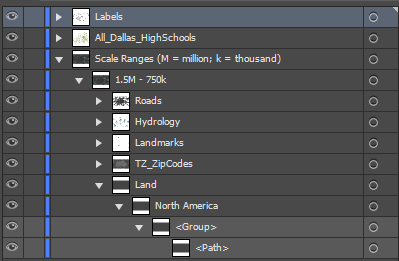 Labels
All_Dallas_HighSchools
Scale Ranges (M = million; k = thousand)
1.5M - 750k
Roads
Hydrology
Landmarks
TZ_ZipCodes
Land
North America
<Group>
<Path>